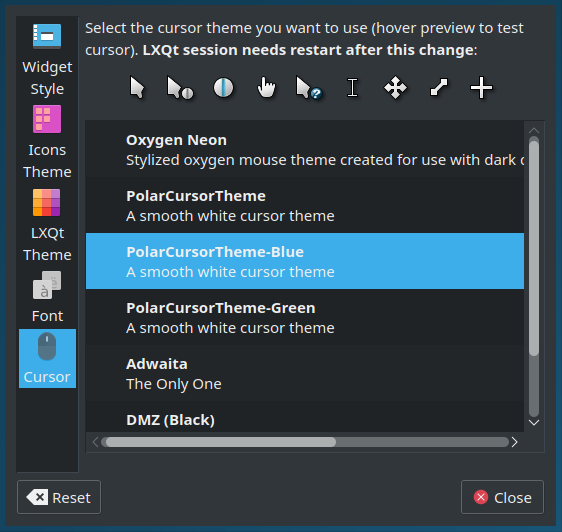 Widget
Style
Icons
Theme
LXQt
Theme
Font
Cursor
Select the cursor theme you want to use (hover preview to test
cursor). LXQt session needs restart after this change:
Oxygen Neon
Stylized oxygen mouse theme created for use with dark
PolarCursorTheme
A smooth white cursor theme
PolarCursorTheme-Blue
A smooth white cursor theme
PolarCursorTheme-Green
A smooth white cursor theme
Adwaita
The Only One
DMZ (Black)
Reset
Close